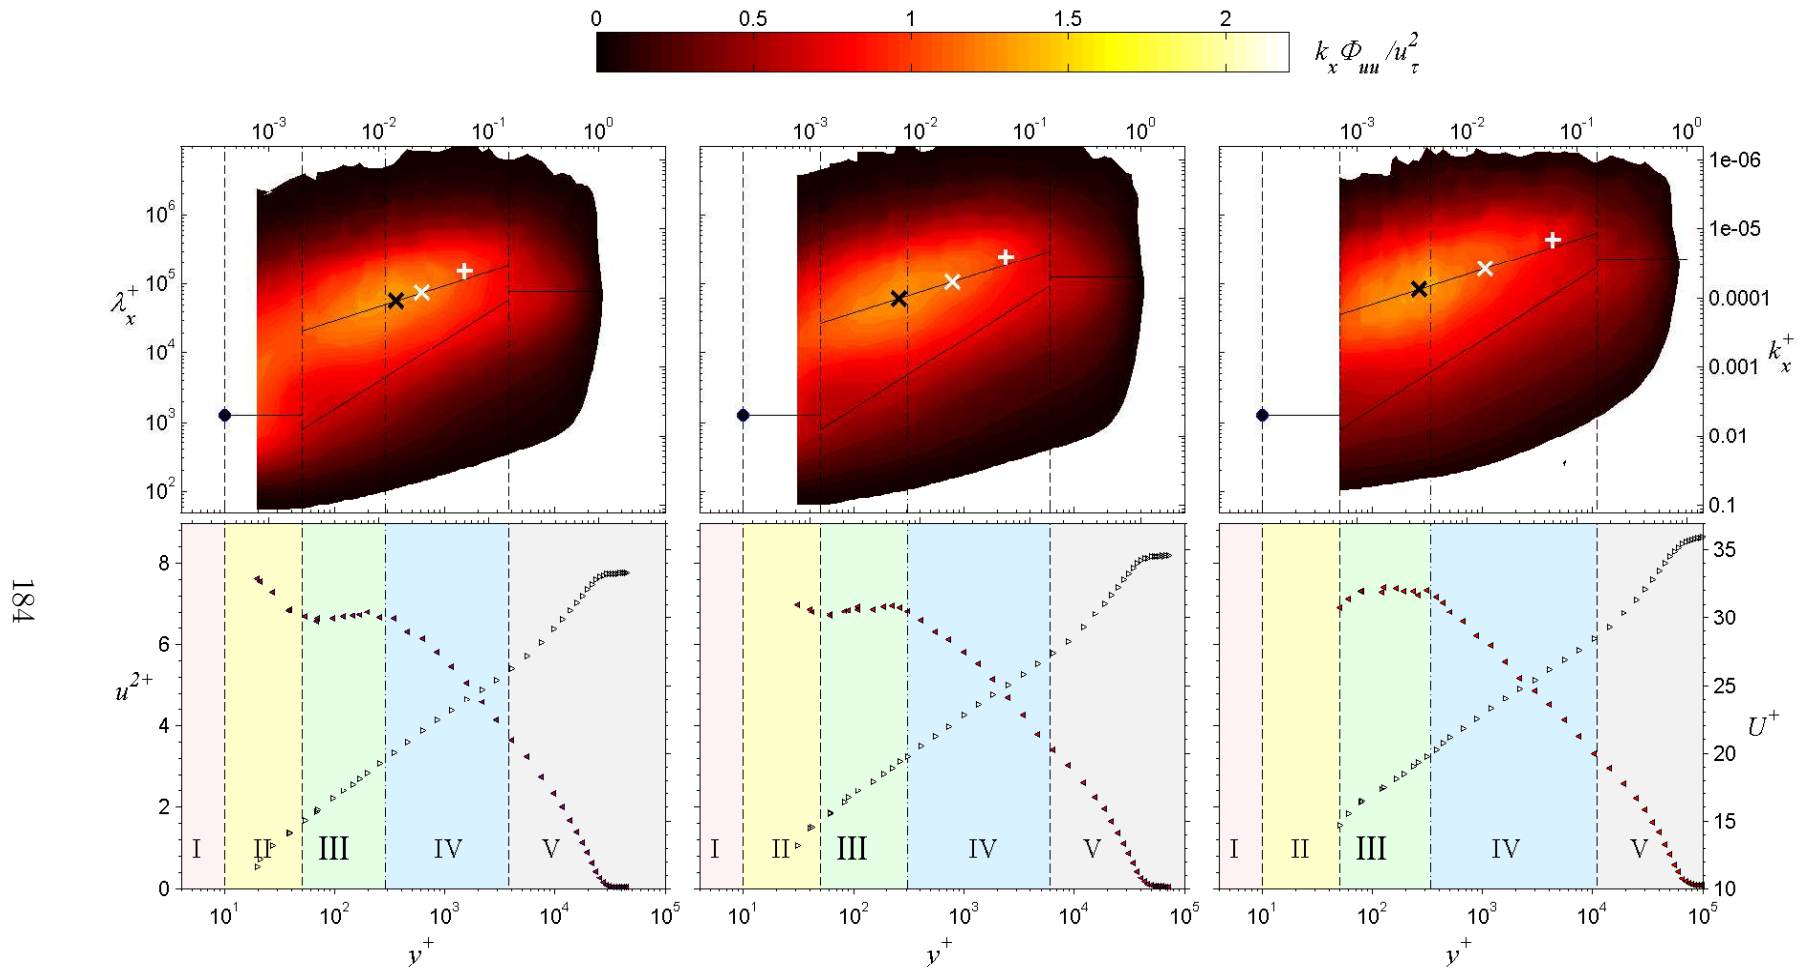 0 0.5 1 1.5 2
k_x Φ_uu / u_τ^2
10^-3 10^-2 10^-1 10^0 10^-3 10^-2 10^-1 10^0 10^-3 10^-2 10^-1 10^0
10^6
10^5
10^4
10^3
10^2
λ_x^+
1e-06
1e-05
0.0001
0.001
0.01
0.1
k_x^+
8
6
4
2
0
u^2+
35
30
25
20
15
10
U^+
I II III IV V I II III IV V I II III IV V
10^1 10^2 10^3 10^4 10^5 10^1 10^2 10^3 10^4 10^5 10^1 10^2 10^3 10^4 10^5
y^+ y^+ y^+
184